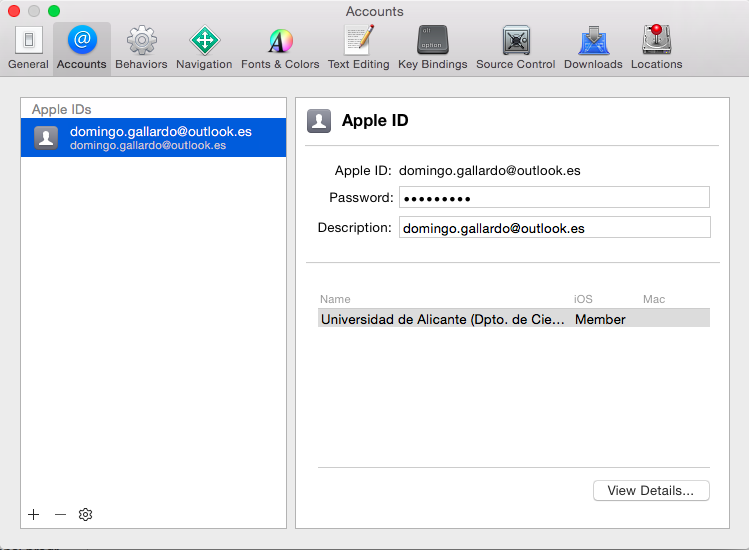 Accounts
General Accounts Behaviors Navigation Fonts & Colors Text Editing Key Bindings Source Control Downloads Locations
alt
option
Apple IDs
domingo.gallardo@outlook.es
domingo.gallardo@outlook.es
Apple ID
Apple ID: domingo.gallardo@outlook.es
Password: •••••••••
Description: domingo.gallardo@outlook.es
Name iOS Mac
Universidad de Alicante (Dpto. de Cie... Member
View Details...